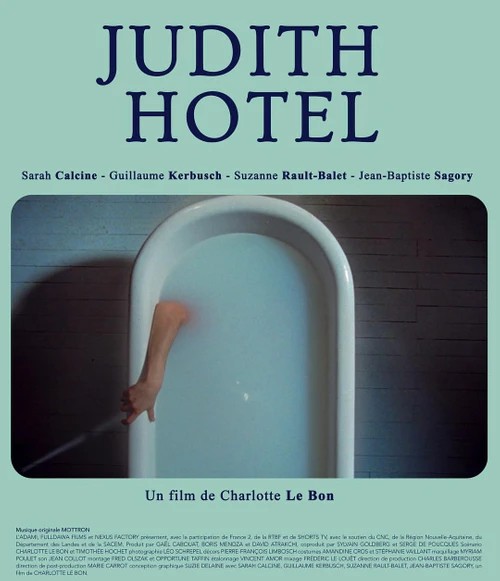 JUDITH
HOTEL
Sarah Calcine - Guillaume Kerbusch - Suzanne Rault-Balet - Jean-Baptiste Sagory
Un film de Charlotte Le Bon
Musique originale MOTTRON
L'ADAMI, FULLDAWA FILMS et NEXUS FACTORY présentent, avec la participation de France 2, de la RTBF et de SHORTS TV, avec le soutien du CNC, de la Région Nouvelle-Aquitaine, du
Département des Landes et de la SACEM. Produit par GAËL CABOUAT, BORIS MENDZA et DAVID ATRAKCHI, coproduit par SYLVAIN GOLDBERG et SERGE DE POUCQUES Scénario
CHARLOTTE LE BON et TIMOTHÉE HOCHET photographie LÉO SCHREPEL décors PIERRE-FRANÇOIS LIMBOSCH costumes AMANDINE CROS et STÉPHANIE VAILLANT maquillage MYRIAM
POULET son JEAN COLLOT montage FRED OLSZAK et OPPORTUNE TAFFIN étalonnage VINCENT AMOR mixage FRÉDÉRIC LE LOUËT direction de production CHARLES BARBEROUSSE
direction de post-production MARIE CARROT conception graphique SUZIE DELAINE avec SARAH CALCINE, GUILLAUME KERBUSCH, SUZANNE RAULT-BALET, JEAN-BAPTISTE SAGORY, un
film de CHARLOTTE LE BON.